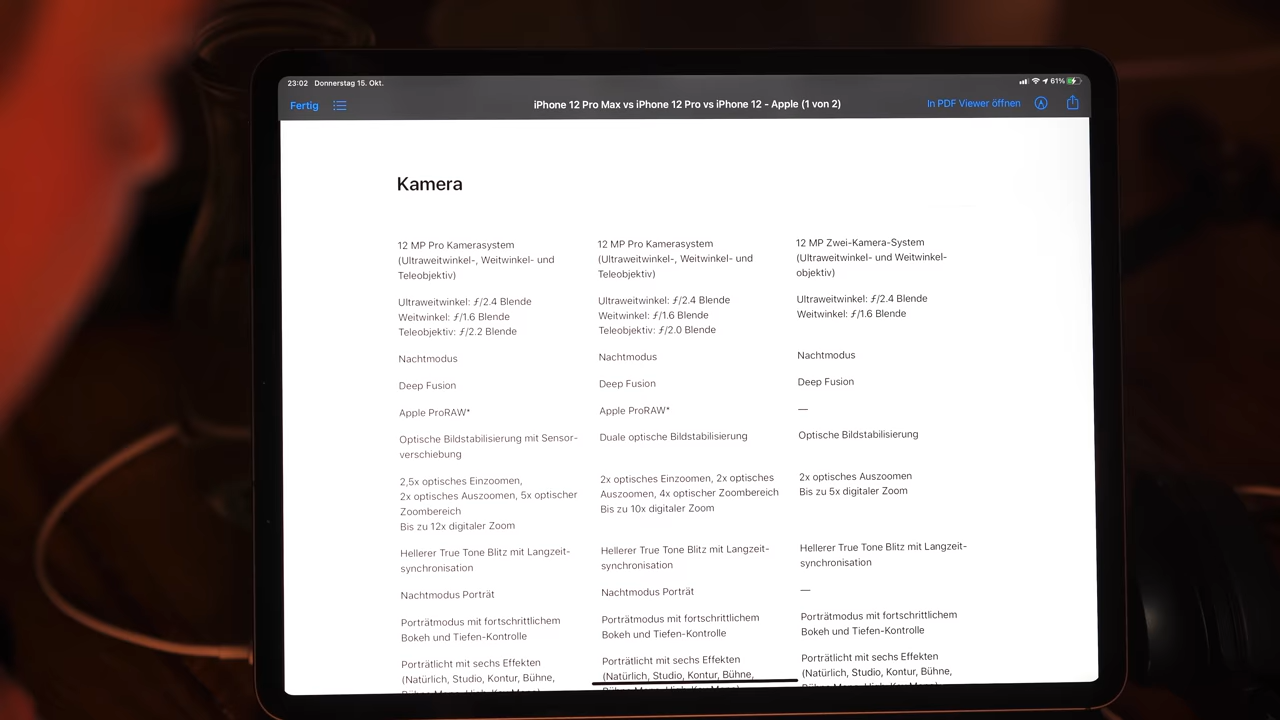 23:02 Donnerstag 15. Okt.
61%
Fertig
iPhone 12 Pro Max vs iPhone 12 Pro vs iPhone 12 - Apple (1 von 2)
In PDF Viewer öffnen
Kamera
12 MP Pro Kamerasystem
(Ultraweitwinkel-, Weitwinkel- und
Teleobjektiv)
Ultraweitwinkel: ƒ/2.4 Blende
Weitwinkel: ƒ/1.6 Blende
Teleobjektiv: ƒ/2.2 Blende
Nachtmodus
Deep Fusion
Apple ProRAW*
Optische Bildstabilisierung mit Sensor-
verschiebung
2,5x optisches Einzoomen,
2x optisches Auszoomen, 5x optischer
Zoombereich
Bis zu 12x digitaler Zoom
Hellerer True Tone Blitz mit Langzeit-
synchronisation
Nachtmodus Porträt
Porträtmodus mit fortschrittlichem
Bokeh und Tiefen-Kontrolle
Porträtlicht mit sechs Effekten
(Natürlich, Studio, Kontur, Bühne,
12 MP Pro Kamerasystem
(Ultraweitwinkel-, Weitwinkel- und
Teleobjektiv)
Ultraweitwinkel: ƒ/2.4 Blende
Weitwinkel: ƒ/1.6 Blende
Teleobjektiv: ƒ/2.0 Blende
Nachtmodus
Deep Fusion
Apple ProRAW*
Duale optische Bildstabilisierung
2x optisches Einzoomen, 2x optisches
Auszoomen, 4x optischer Zoombereich
Bis zu 10x digitaler Zoom
Hellerer True Tone Blitz mit Langzeit-
synchronisation
Nachtmodus Porträt
Porträtmodus mit fortschrittlichem
Bokeh und Tiefen-Kontrolle
Porträtlicht mit sechs Effekten
(Natürlich, Studio, Kontur, Bühne,
12 MP Zwei-Kamera-System
(Ultraweitwinkel- und Weitwinkel-
objektiv)
Ultraweitwinkel: ƒ/2.4 Blende
Weitwinkel: ƒ/1.6 Blende
Nachtmodus
Deep Fusion
—
Optische Bildstabilisierung
2x optisches Auszoomen
Bis zu 5x digitaler Zoom
Hellerer True Tone Blitz mit Langzeit-
synchronisation
—
Porträtmodus mit fortschrittlichem
Bokeh und Tiefen-Kontrolle
Porträtlicht mit sechs Effekten
(Natürlich, Studio, Kontur, Bühne,